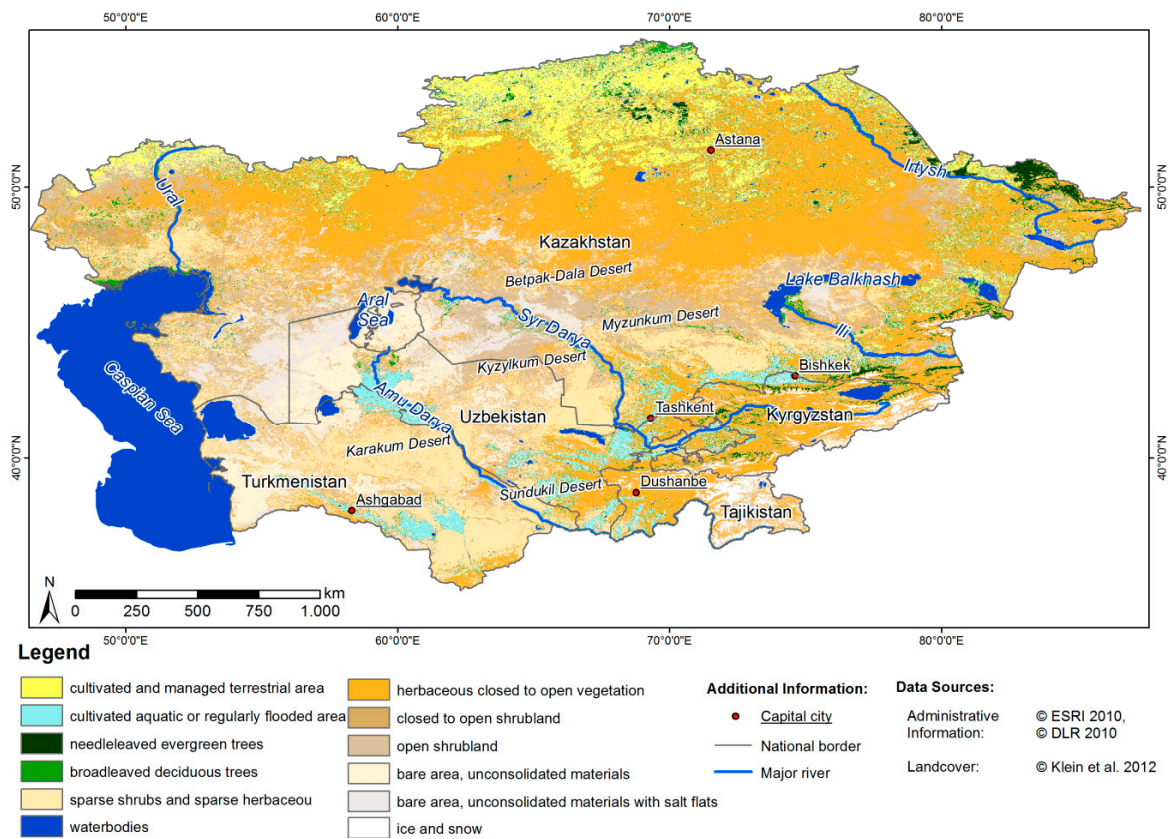 50°0'0"E
60°0'0"E
70°0'0"E
80°0'0"E
50°0'0"N
50°0'0"N
40°0'0"N
40°0'0"N
Astana
Irtysh
Ural
Kazakhstan
Betpak-Dala Desert
Lake Balkhash
Aral
Sea
Syr Darya
Myzunkum Desert
Ili
Kyzylkum Desert
Bishkek
Caspian Sea
Amu Darya
Uzbekistan
Tashkent
Kyrgyzstan
Karakum Desert
Turkmenistan
Sundukil Desert
Dushanbe
Ashgabad
Tajikistan
N
km
0
250
500
750
1.000
50°0'0"E
60°0'0"E
70°0'0"E
80°0'0"E
Legend
cultivated and managed terrestrial area
cultivated aquatic or regularly flooded area
needleleaved evergreen trees
broadleaved deciduous trees
sparse shrubs and sparse herbaceou
waterbodies
herbaceous closed to open vegetation
closed to open shrubland
open shrubland
bare area, unconsolidated materials
bare area, unconsolidated materials with salt flats
ice and snow
Additional Information:
Capital city
National border
Major river
Data Sources:
Administrative
Information:
© ESRI 2010,
© DLR 2010
Landcover:
© Klein et al. 2012